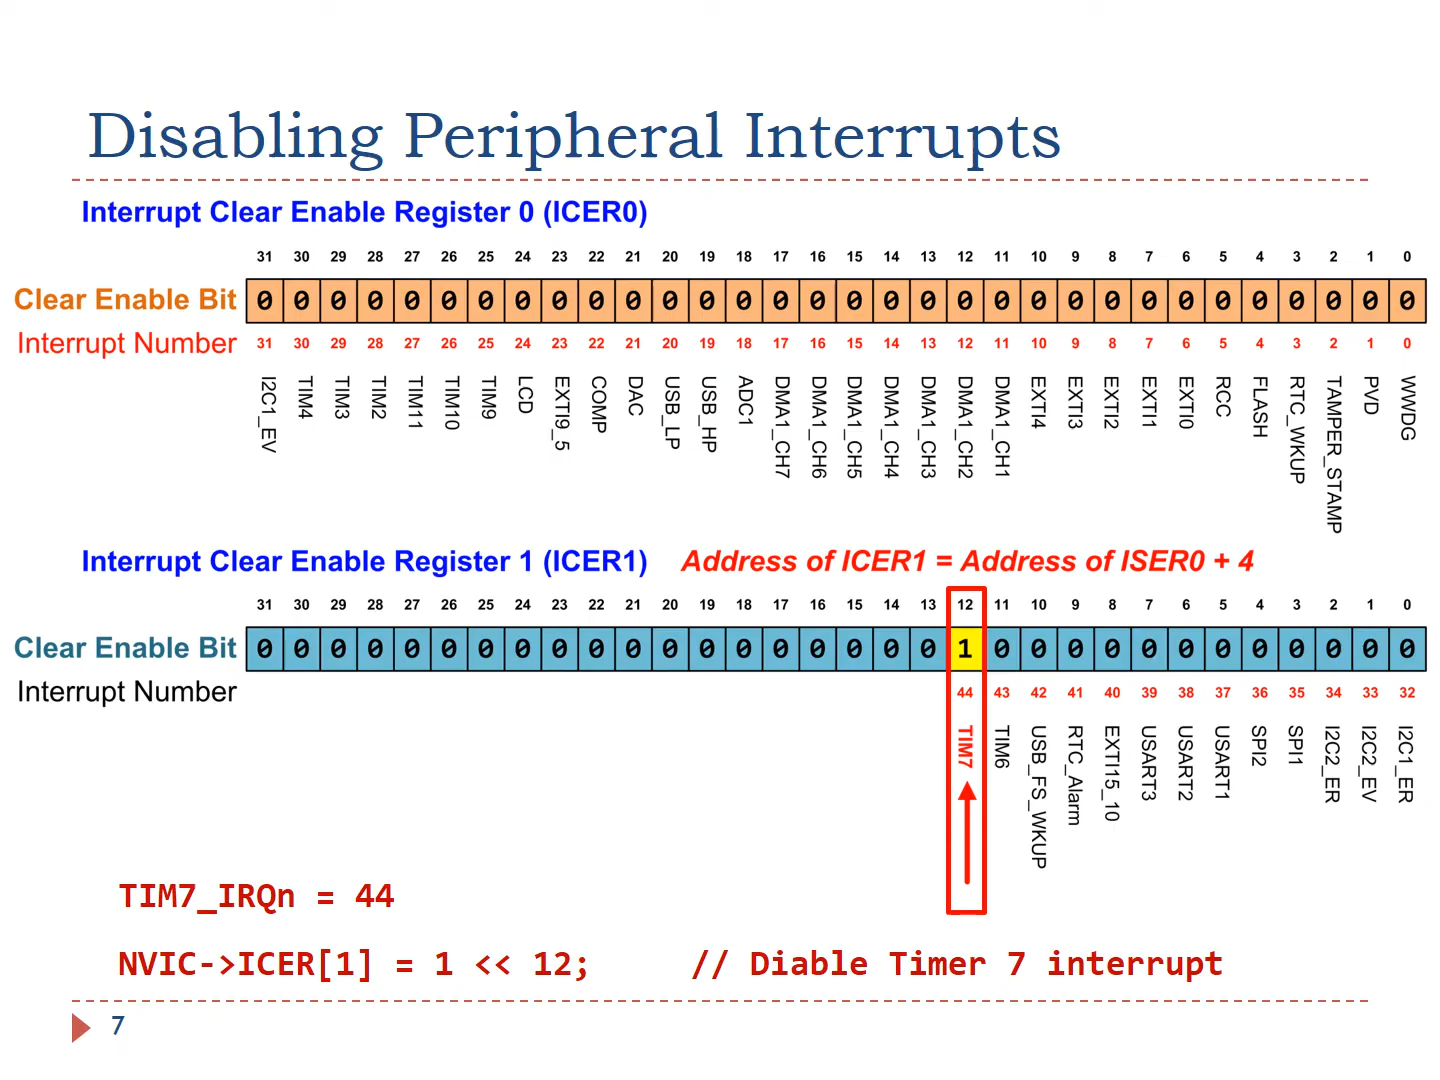 Disabling Peripheral Interrupts
Interrupt Clear Enable Register 0 (ICER0)
31 30 29 28 27 26 25 24 23 22 21 20 19 18 17 16 15 14 13 12 11 10 9 8 7 6 5 4 3 2 1 0
Clear Enable Bit 0 0 0 0 0 0 0 0 0 0 0 0 0 0 0 0 0 0 0 0 0 0 0 0 0 0 0 0 0 0 0 0
Interrupt Number 31 30 29 28 27 26 25 24 23 22 21 20 19 18 17 16 15 14 13 12 11 10 9 8 7 6 5 4 3 2 1 0
I2C1_EV TIM4 TIM3 TIM2 TIM11 TIM10 TIM9 LCD EXTI9_5 COMP DAC USB_LP USB_HP ADC1 DMA1_CH7 DMA1_CH6 DMA1_CH5 DMA1_CH4 DMA1_CH3 DMA1_CH2 DMA1_CH1 EXTI4 EXTI3 EXTI2 EXTI1 EXTI0 RCC FLASH RTC_WKUP TAMPER_STAMP PVD WWDG
Interrupt Clear Enable Register 1 (ICER1) Address of ICER1 = Address of ISER0 + 4
31 30 29 28 27 26 25 24 23 22 21 20 19 18 17 16 15 14 13 12 11 10 9 8 7 6 5 4 3 2 1 0
Clear Enable Bit 0 0 0 0 0 0 0 0 0 0 0 0 0 0 0 0 0 0 0 1 0 0 0 0 0 0 0 0 0 0 0 0
Interrupt Number 44 43 42 41 40 39 38 37 36 35 34 33 32
TIM7 TIM6 USB_FS_WKUP RTC_Alarm EXTI15_10 USART3 USART2 USART1 SPI2 SPI1 I2C2_ER I2C2_EV I2C1_ER
TIM7_IRQn = 44
NVIC->ICER[1] = 1 << 12; // Diable Timer 7 interrupt
7